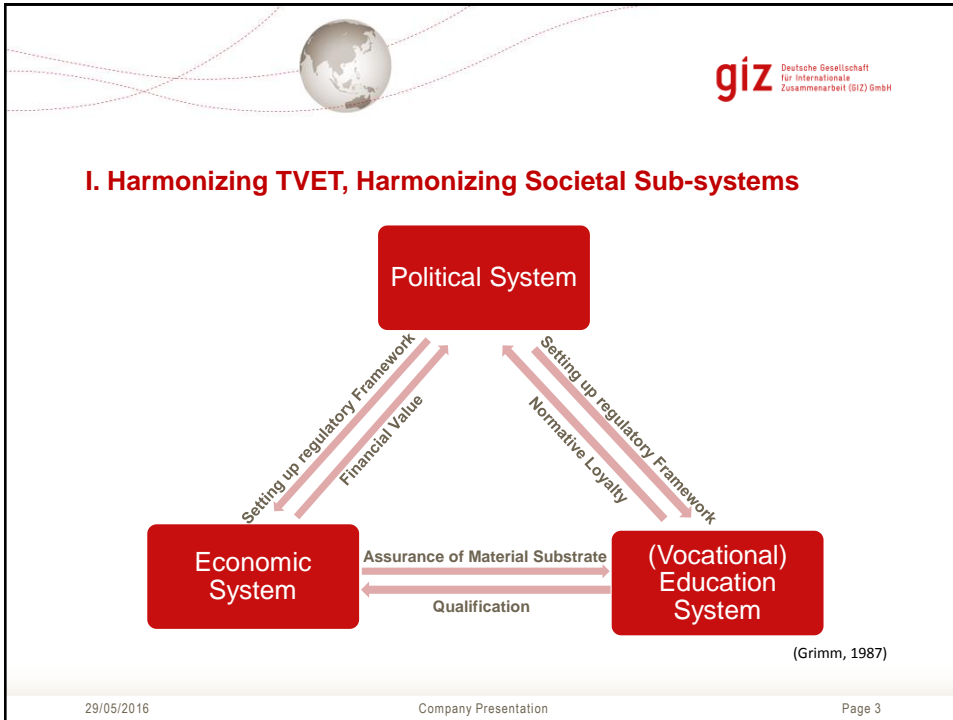 giz Deutsche Gesellschaft
für Internationale
Zusammenarbeit (GIZ) GmbH
I. Harmonizing TVET, Harmonizing Societal Sub-systems
Political System
Setting up regulatory Framework
Financial Value
Setting up regulatory Framework
Normative Loyalty
Economic
System
Assurance of Material Substrate
Qualification
(Vocational)
Education
System
(Grimm, 1987)
29/05/2016
Company Presentation
Page 3